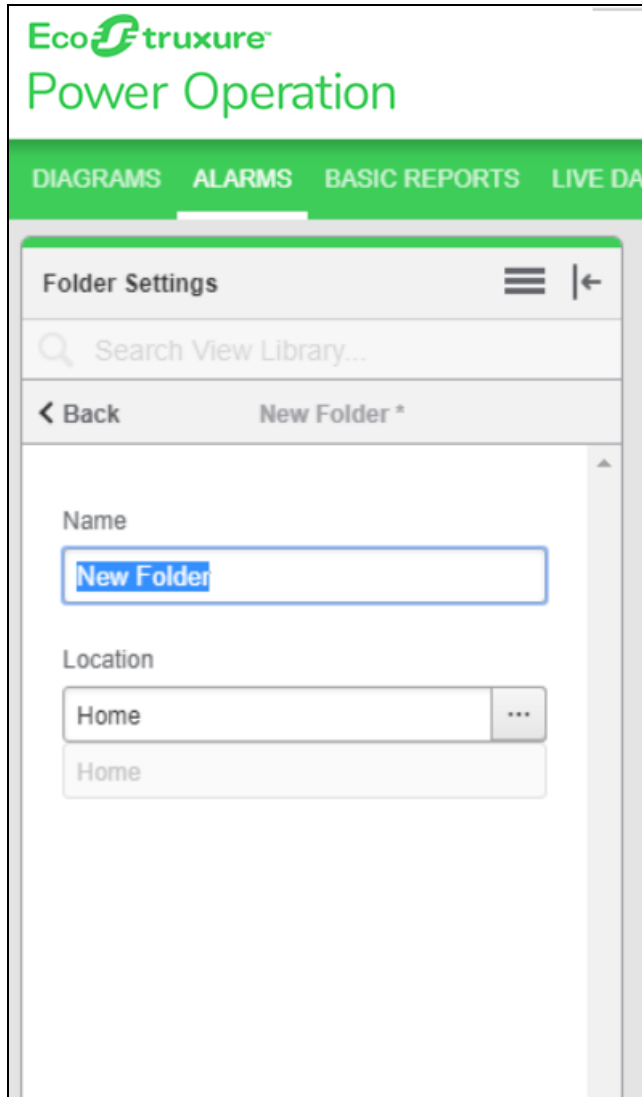 EcoStruxure™
Power Operation
DIAGRAMS ALARMS BASIC REPORTS LIVE DA
Folder Settings
Search View Library...
Back New Folder *
Name
New Folder
Location
Home ...
Home